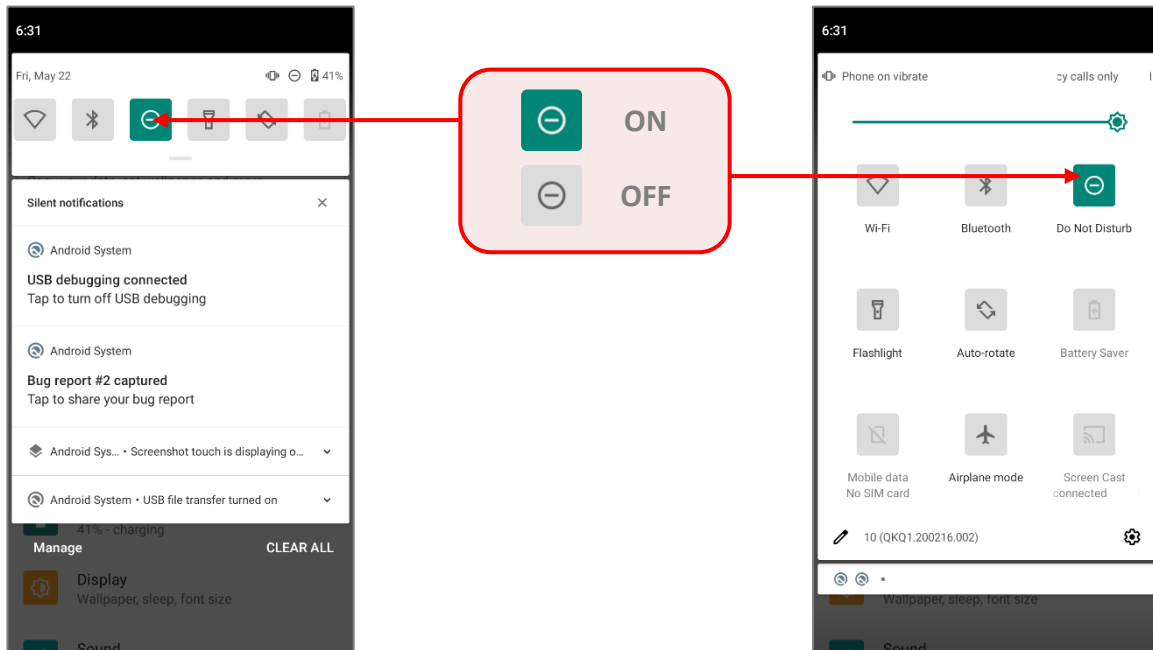 6:31
Fri, May 22
41%
Silent notifications
Android System
USB debugging connected
Tap to turn off USB debugging
Android System
Bug report #2 captured
Tap to share your bug report
Android Sys... • Screenshot touch is displaying o...
Android System • USB file transfer turned on
41% - charging
Manage
CLEAR ALL
Display
Wallpaper, sleep, font size
Sound
ON
OFF
6:31
Phone on vibrate
cy calls only
Wi-Fi
Bluetooth
Do Not Disturb
Flashlight
Auto-rotate
Battery Saver
Mobile data
No SIM card
Airplane mode
Screen Cast
connected
10 (QKQ1.200216.002)
Wallpaper, sleep, font size
Sound